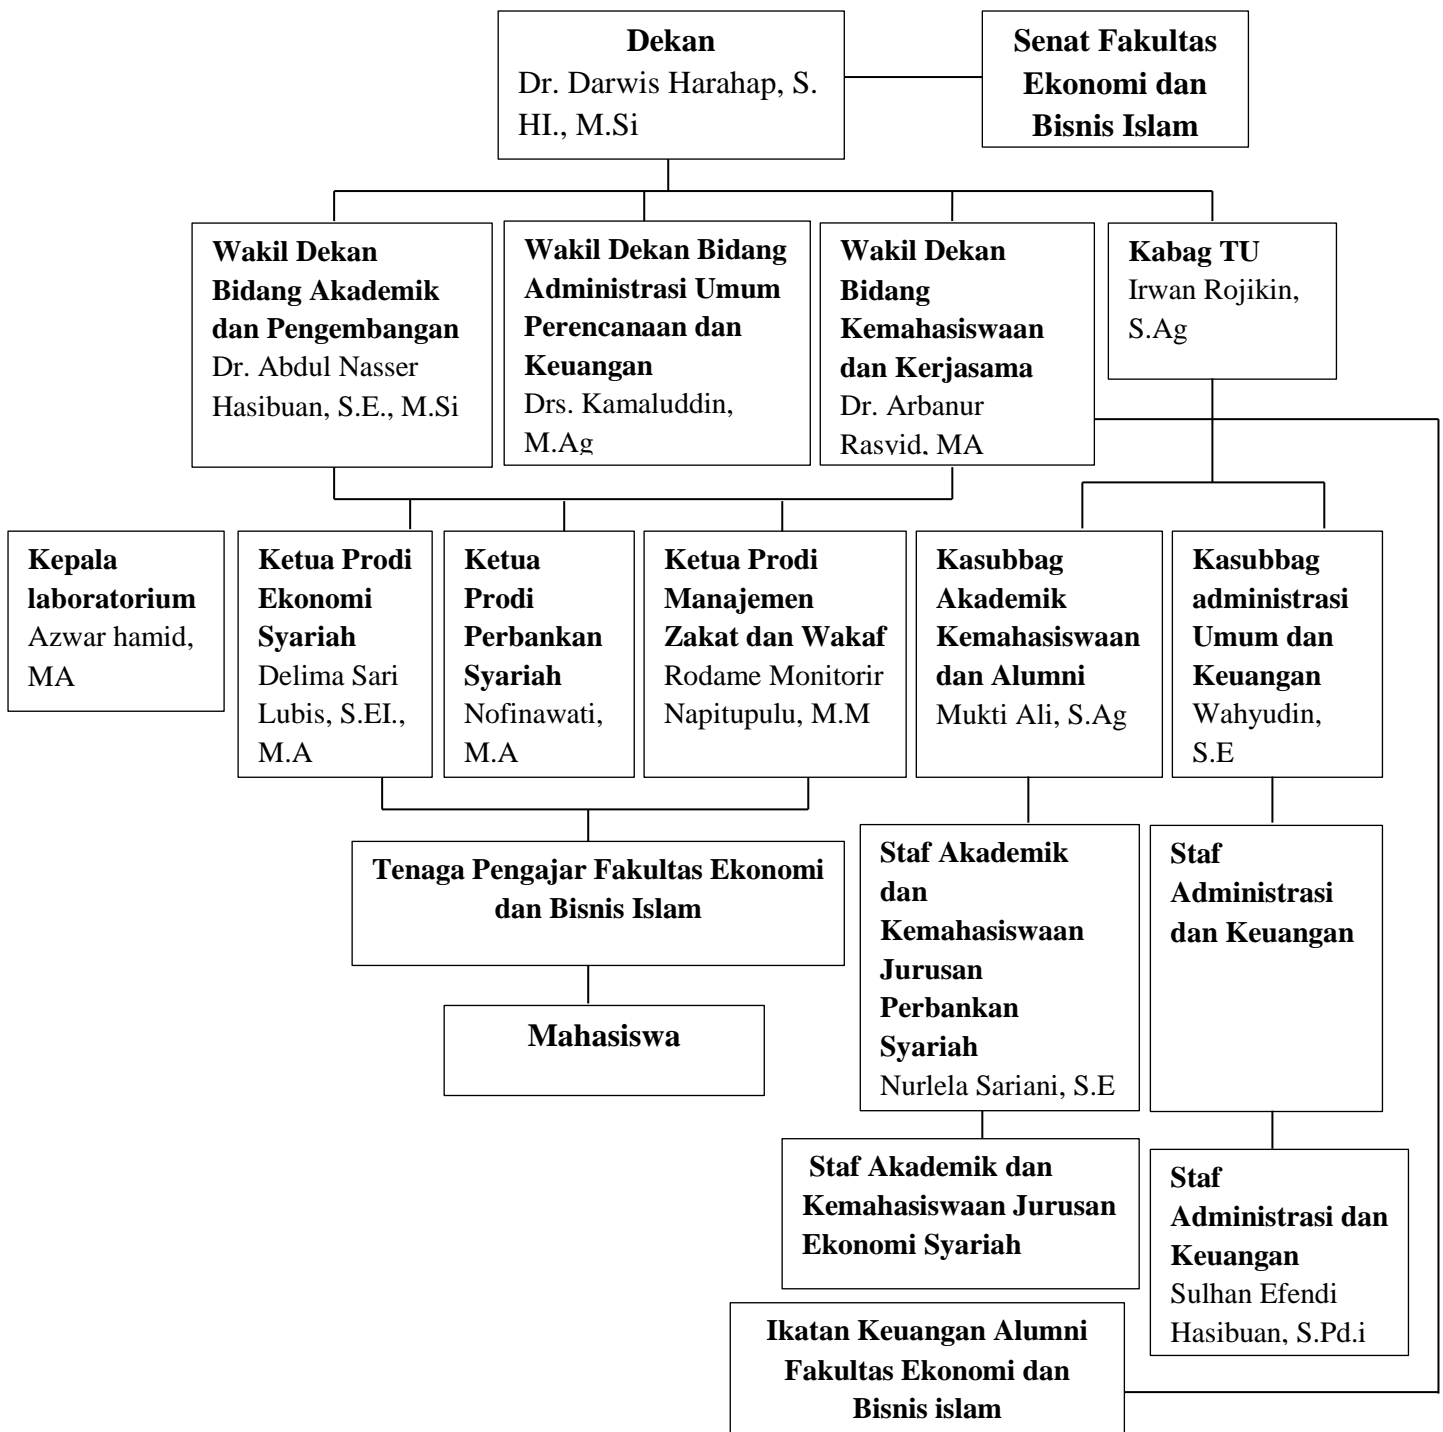 Dekan
Dr. Darwis Harahap, S.
HI., M.Si
Senat Fakultas
Ekonomi dan
Bisnis Islam
Wakil Dekan
Bidang Akademik
dan Pengembangan
Dr. Abdul Nasser
Hasibuan, S.E., M.Si
Wakil Dekan Bidang
Administrasi Umum
Perencanaan dan
Keuangan
Drs. Kamaluddin,
M.Ag
Wakil Dekan
Bidang
Kemahasiswaan
dan Kerjasama
Dr. Arbanur
Rasyid, MA
Kabag TU
Irwan Rojikin,
S.Ag
Kepala
laboratorium
Azwar hamid,
MA
Ketua Prodi
Ekonomi
Syariah
Delima Sari
Lubis, S.EI.,
M.A
Ketua
Prodi
Perbankan
Syariah
Nofinawati,
M.A
Ketua Prodi
Manajemen
Zakat dan Wakaf
Rodame Monitorir
Napitupulu, M.M
Kasubbag
Akademik
Kemahasiswaan
dan Alumni
Mukti Ali, S.Ag
Kasubbag
administrasi
Umum dan
Keuangan
Wahyudin,
S.E
Tenaga Pengajar Fakultas Ekonomi
dan Bisnis Islam
Mahasiswa
Staf Akademik
dan
Kemahasiswaan
Jurusan
Perbankan
Syariah
Nurlela Sariani, S.E
Staf
Administrasi
dan Keuangan
Staf Akademik dan
Kemahasiswaan Jurusan
Ekonomi Syariah
Staf
Administrasi dan
Keuangan
Sulhan Efendi
Hasibuan, S.Pd.i
Ikatan Keuangan Alumni
Fakultas Ekonomi dan
Bisnis islam